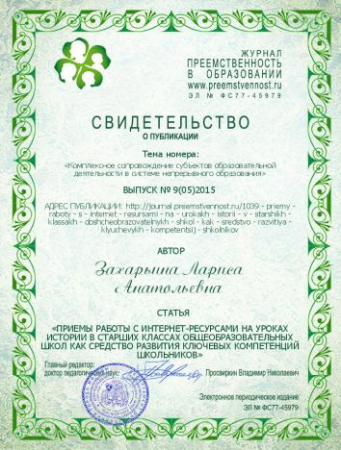 ЖУРНАЛ
ПРЕЕМСТВЕННОСТЬ
В ОБРАЗОВАНИИ
www.preemstvennost.ru
ЭЛ № ФС77-45979
СВИДЕТЕЛЬСТВО
О ПУБЛИКАЦИИ
Тема номера:
«Комплексное сопровождение субъектов образовательной
деятельности в системе непрерывного образования»
ВЫПУСК № 9(05)2015
АДРЕС ПУБЛИКАЦИИ: http://journal.preemstvennost.ru/1039 - priemy -
raboty - s - internet - resursami - na - urokakh - istorii - v - starshikh -
klassakh - obshcheobrazovatelnykh - shkol - kak - sredstvo - razvitiya -
klyuchevykh - kompetentsij - shkolnikov
АВТОР
Захарьина Лариса
Анатольевна
СТАТЬЯ
«ПРИЕМЫ РАБОТЫ С ИНТЕРНЕТ-РЕСУРСАМИ НА УРОКАХ
ИСТОРИИ В СТАРШИХ КЛАССАХ ОБЩЕОБРАЗОВАТЕЛЬНЫХ
ШКОЛ КАК СРЕДСТВО РАЗВИТИЯ КЛЮЧЕВЫХ КОМПЕТЕНЦИЙ
ШКОЛЬНИКОВ»
Главный редактор:
доктор педагогических наук: Просвиркин Владимир Николаевич
Электронное периодическое издание
ЭЛ № ФС77-45979